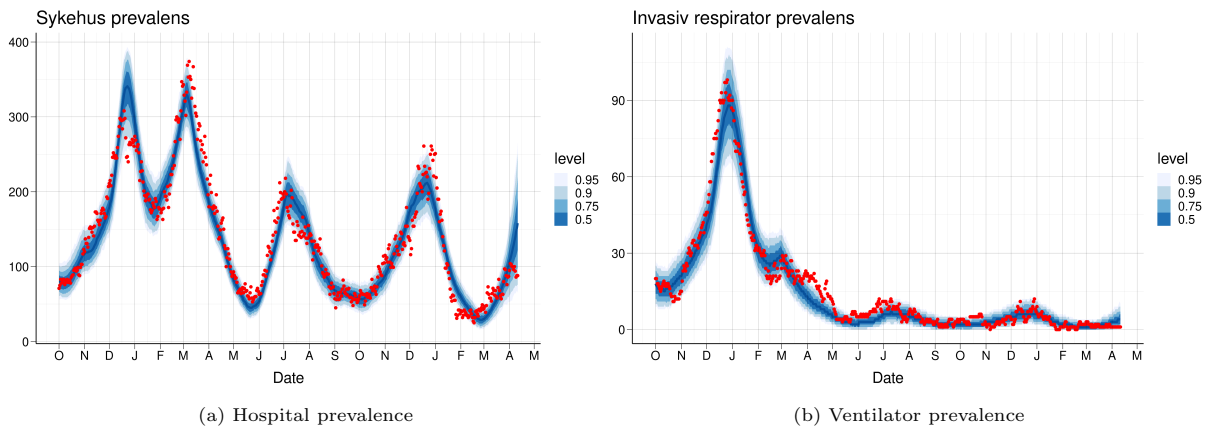 Sykehus prevalens
400
300
200
100
0
O N D J F M A M J J A S O N D J F M A M
Date
level
0.95
0.9
0.75
0.5
(a) Hospital prevalence
Invasiv respirator prevalens
90
60
30
0
O N D J F M A M J J A S O N D J F M A M
Date
level
0.95
0.9
0.75
0.5
(b) Ventilator prevalence